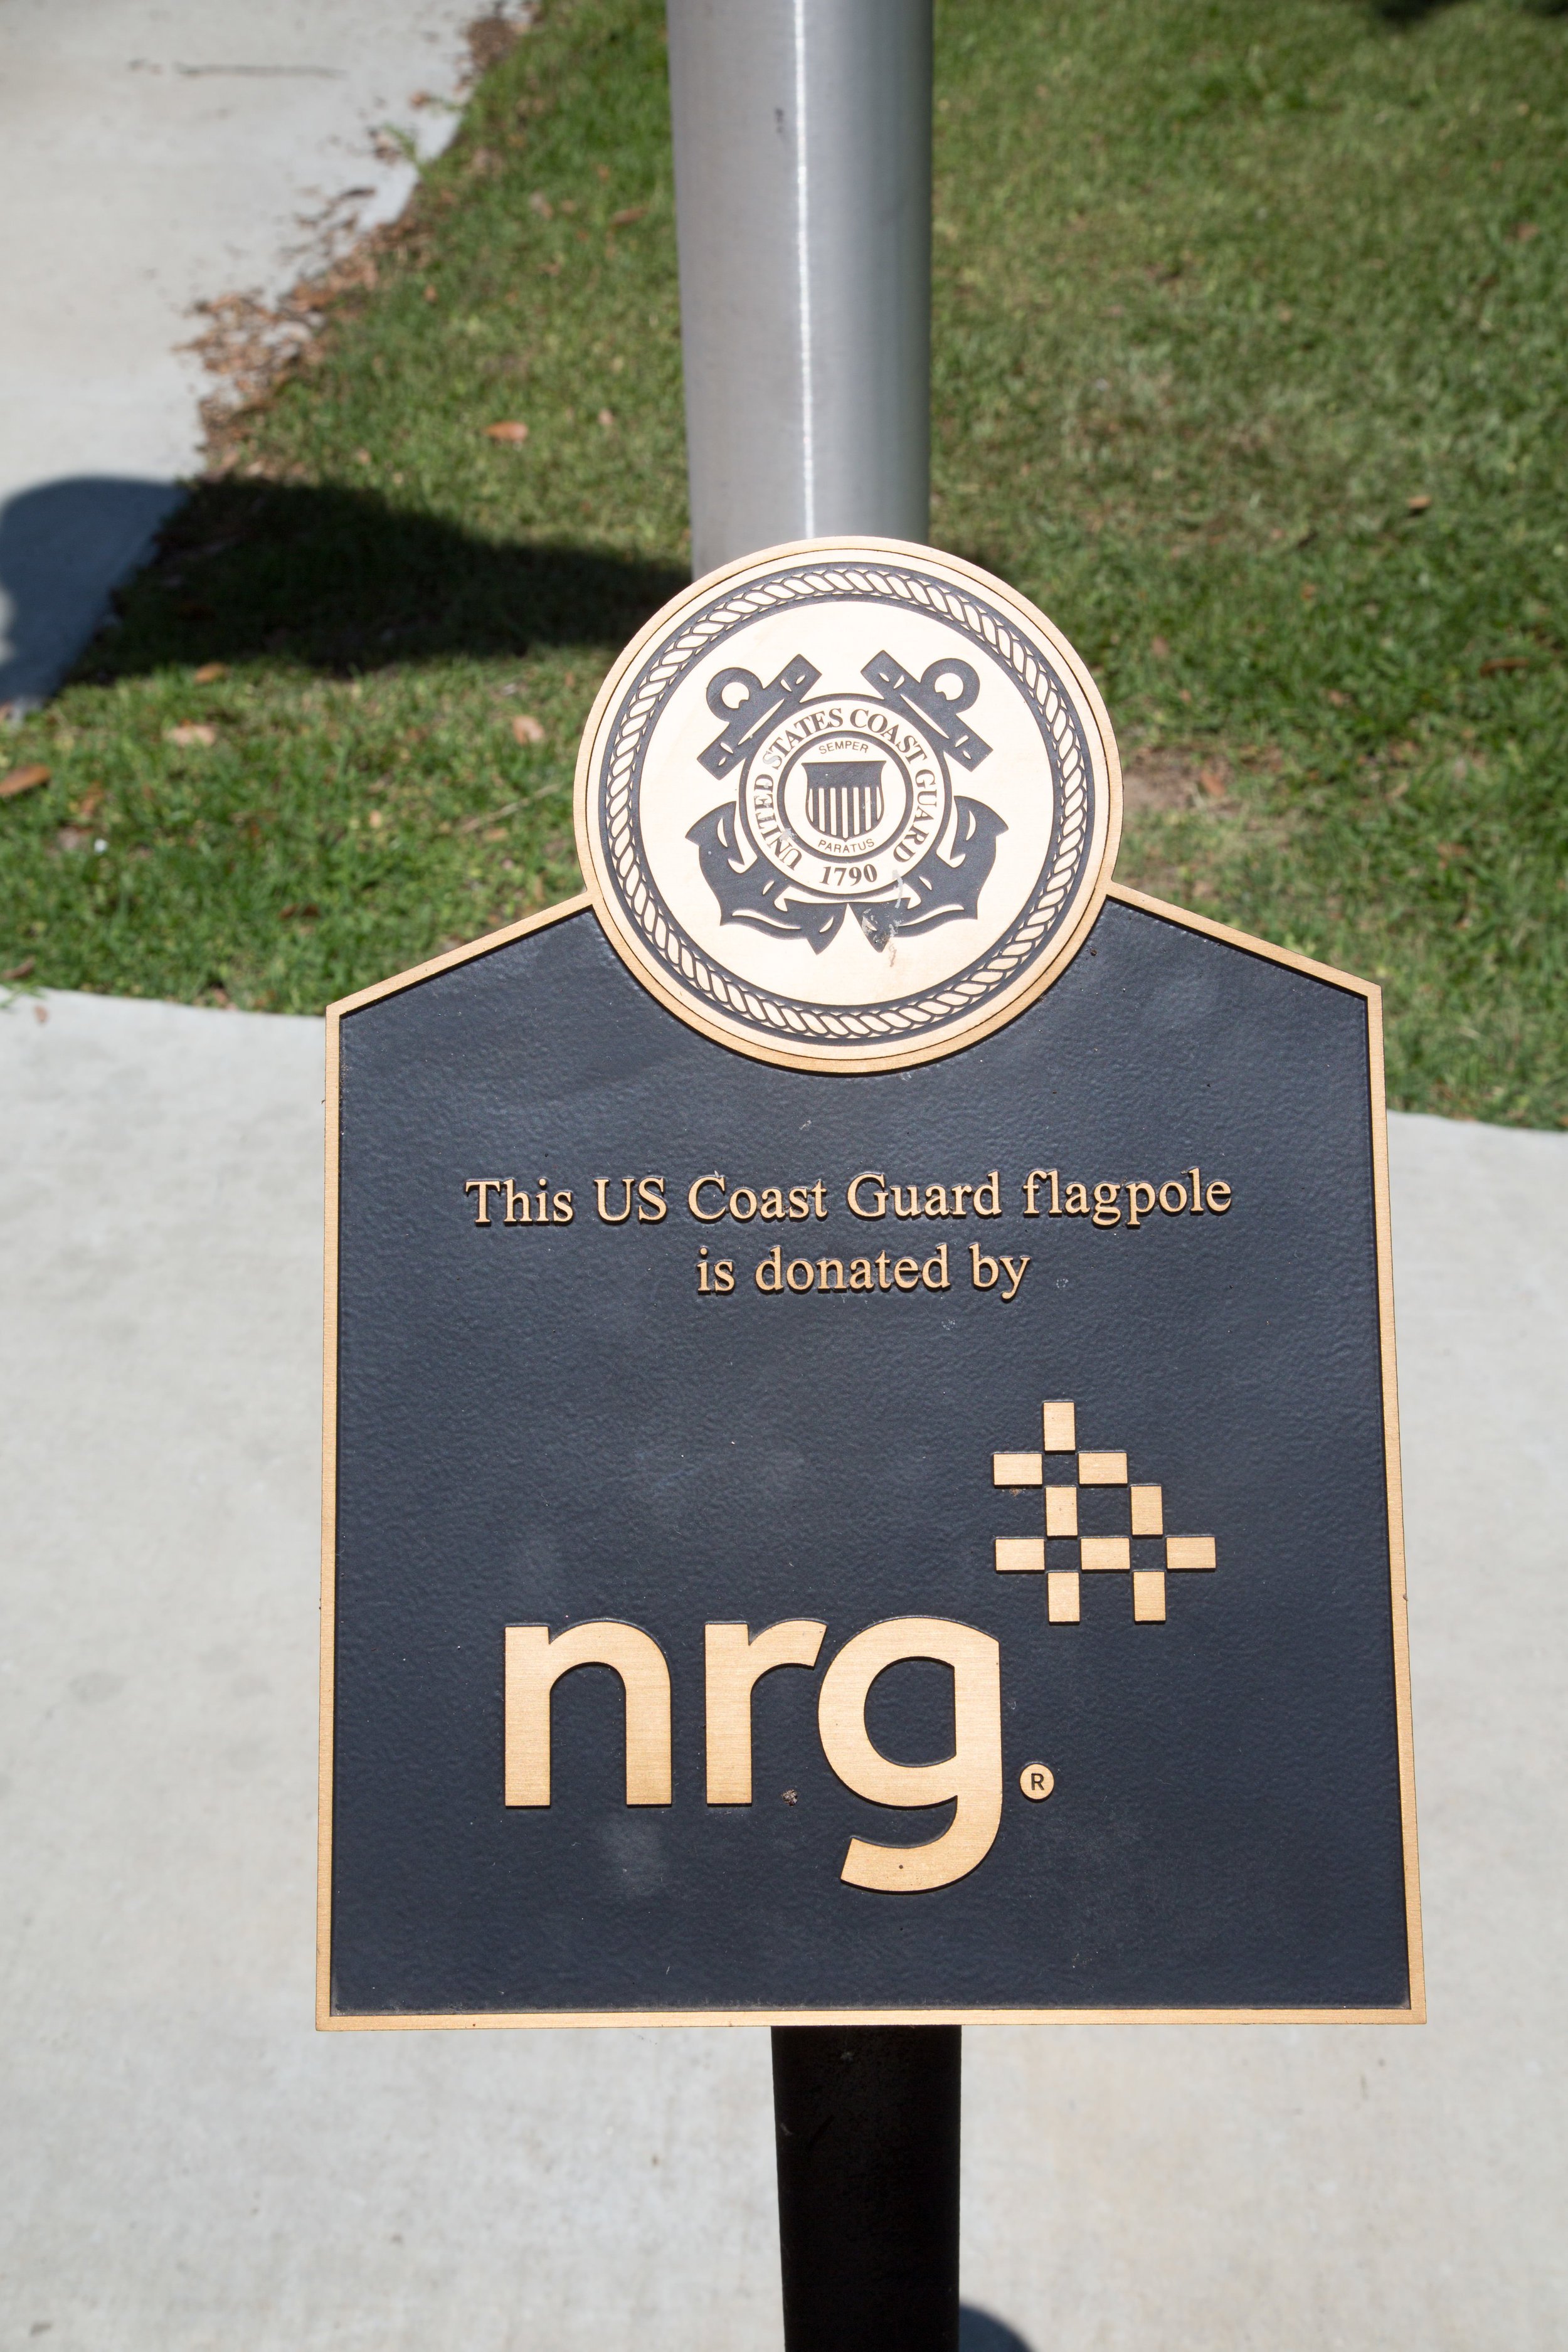 UNITED STATES COAST GUARD
SEMPER
PARATUS
1790
This US Coast Guard flagpole
is donated by
nrg®